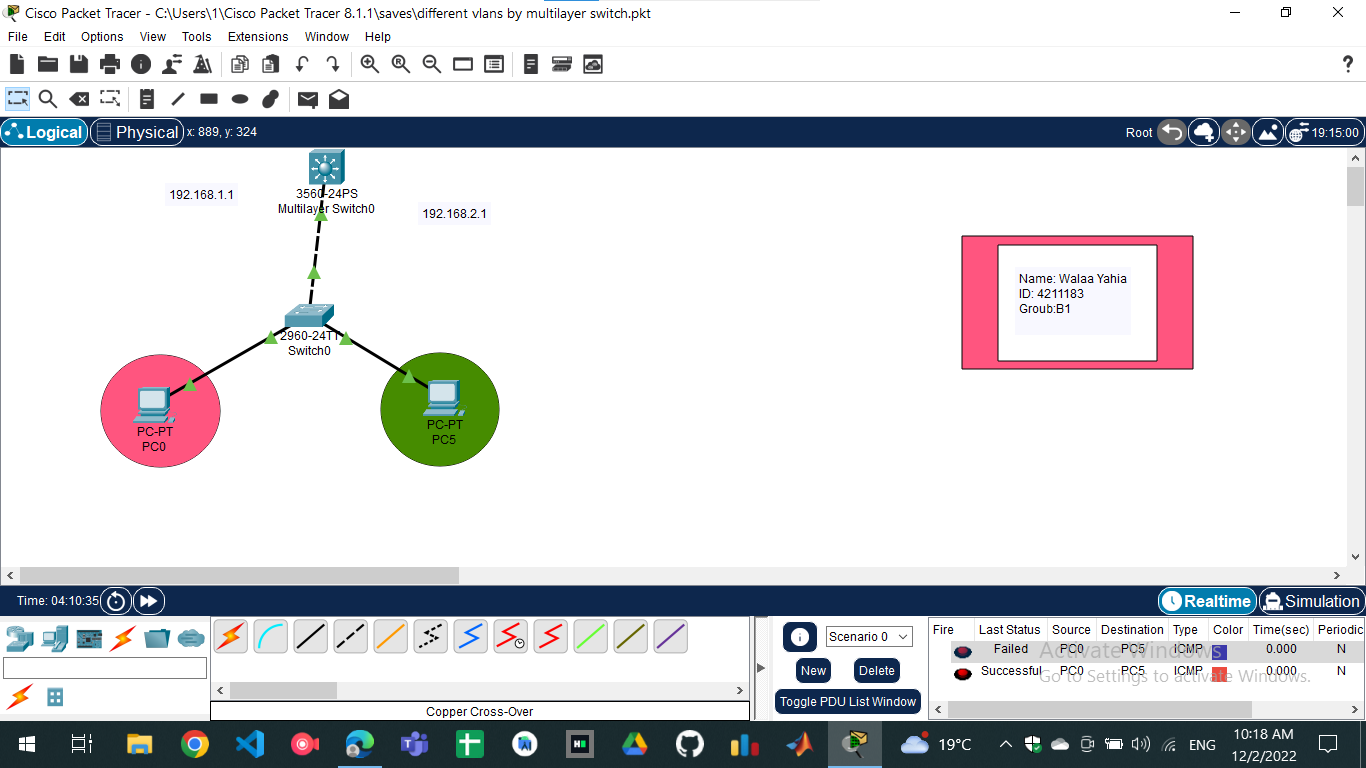 Cisco Packet Tracer - C:\Users\1\Cisco Packet Tracer 8.1.1\saves\different vlans by multilayer switch.pkt
File Edit Options View Tools Extensions Window Help
Logical Physical x: 889, y: 324 Root 19:15:00
192.168.1.1
3560-24PS
Multilayer Switch0
192.168.2.1
2960-24TT
Switch0
PC-PT
PC0
PC-PT
PC5
Name: Walaa Yahia
ID: 4211183
Groub:B1
Time: 04:10:35 Realtime Simulation
Scenario 0
New Delete
Toggle PDU List Window
Copper Cross-Over
Fire Last Status Source Destination Type Color Time(sec) Periodic
Failed PC0 PC5 ICMP 0.000 N
Successful PC0 PC5 ICMP 0.000 N
Activate Windows
Go to Settings to activate Windows.
19°C ENG 10:18 AM
12/2/2022